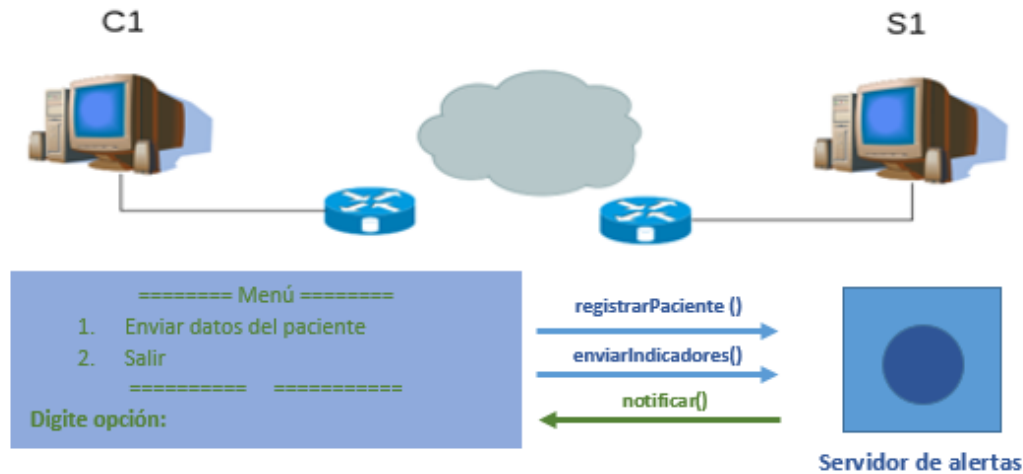 C1
S1
======== Menú ========
1. Enviar datos del paciente
2. Salir
========== ===========
Digite opción:
registrarPaciente ()
enviarIndicadores()
notificar()
Servidor de alertas